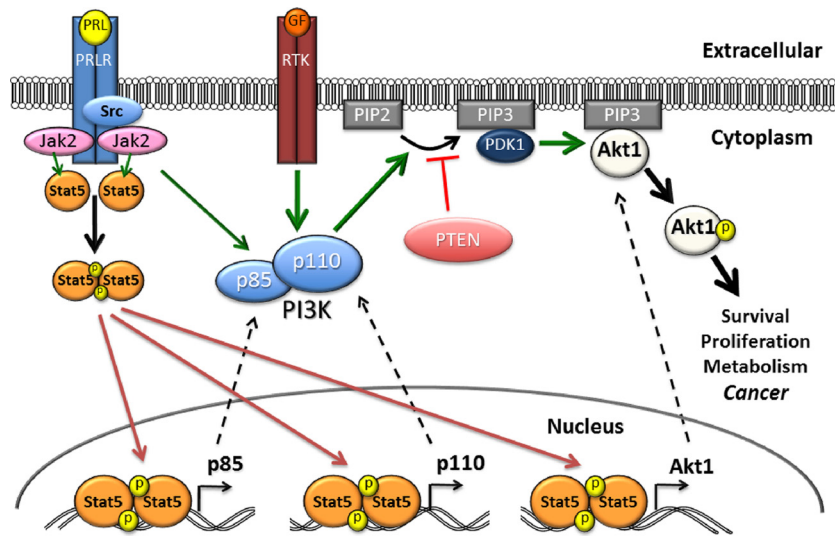 PRL
GF
PRLR
RTK
Extracellular
Src
PIP2
PIP3
PIP3
Cytoplasm
Jak2
Jak2
PDK1
Akt1
Stat5
Stat5
PTEN
Akt1
p
p110
p85
PI3K
p
Stat5
Stat5
p
Survival
Proliferation
Metabolism
Cancer
Nucleus
p85
p110
Akt1
p
Stat5
Stat5
p
p
Stat5
Stat5
p
p
Stat5
Stat5
p